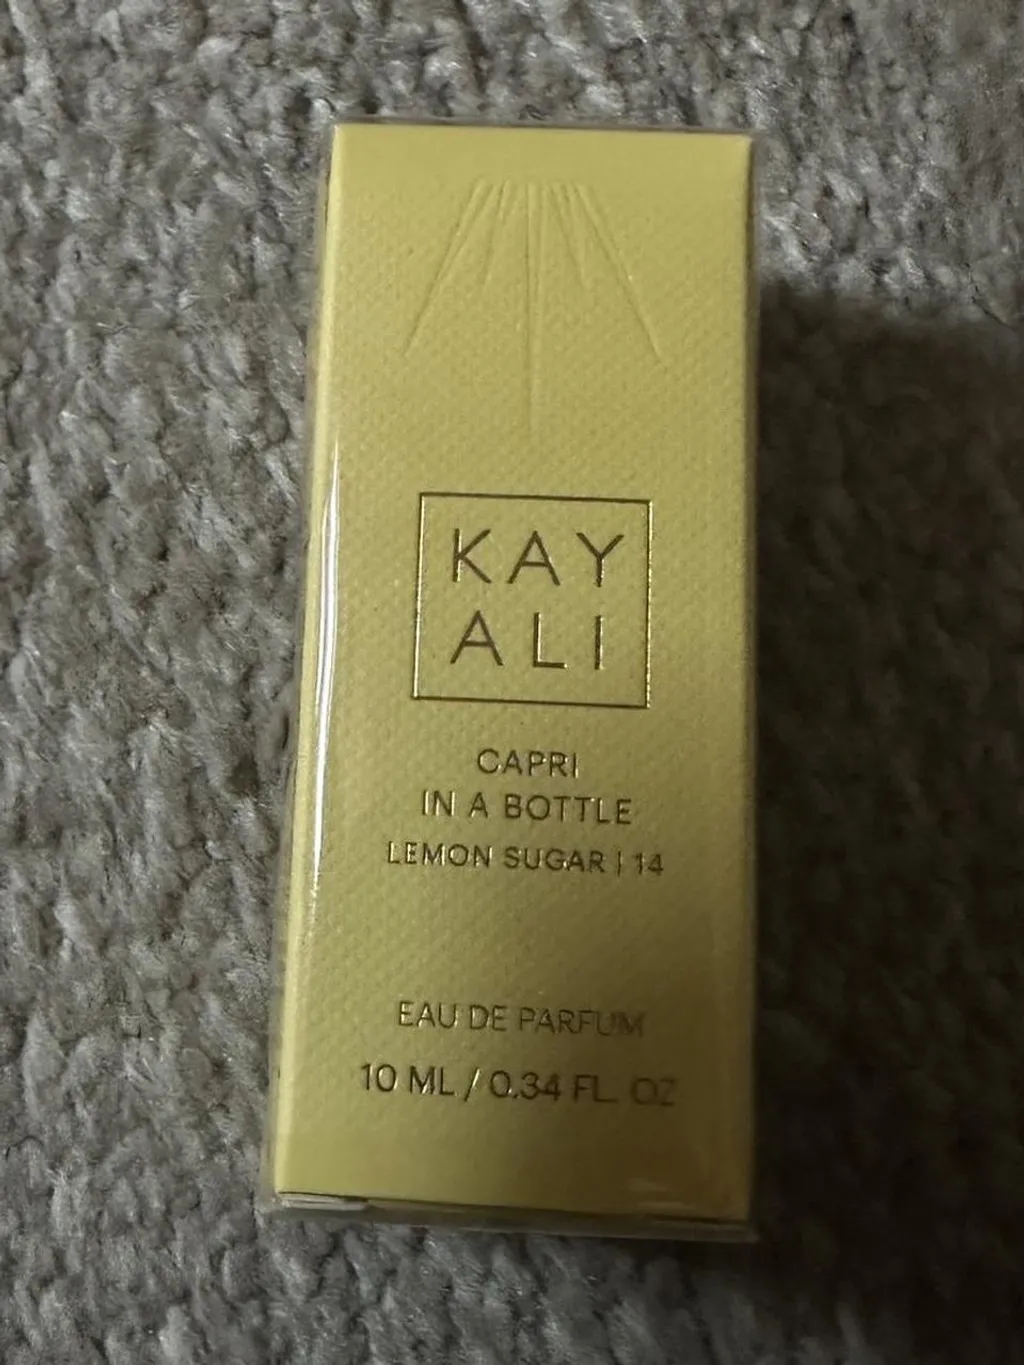 KAY
ALI
CAPRI
IN A BOTTLE
LEMON SUGAR | 14
EAU DE PARFUM
10 ML / 0.34 FL. OZ